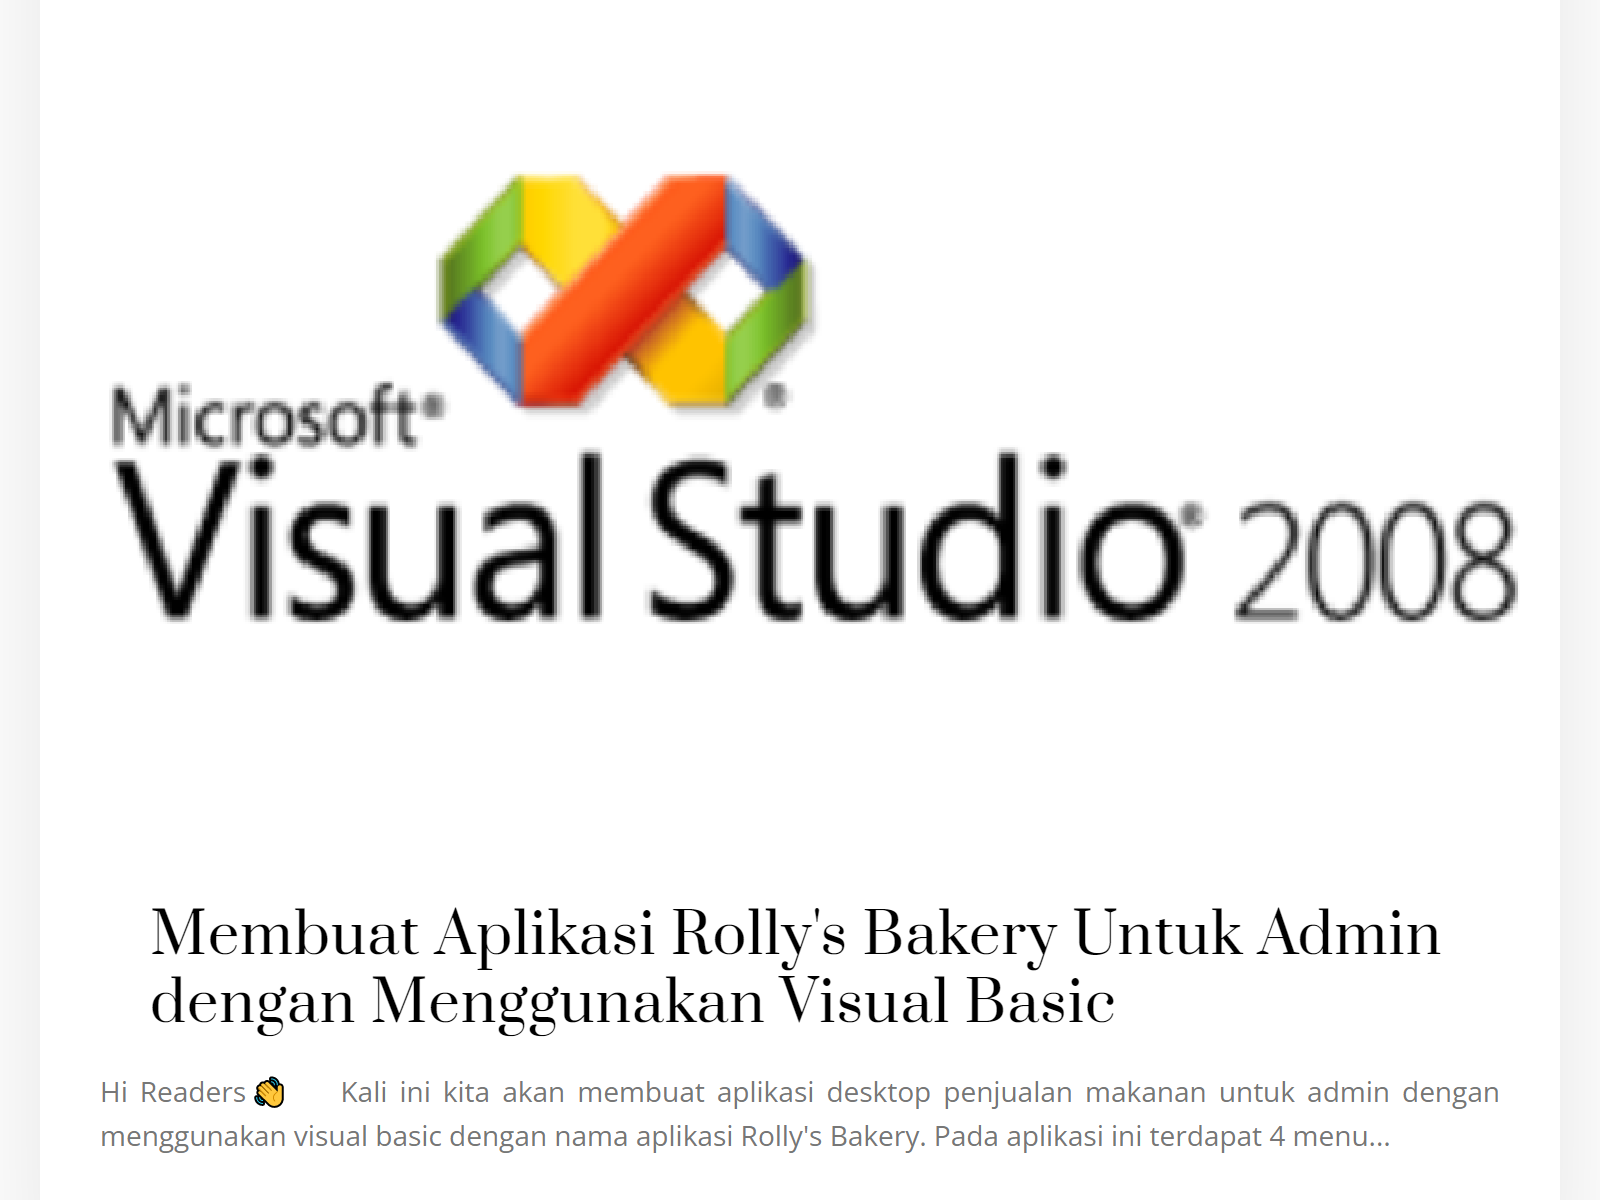 Microsoft®
®
Visual Studio® 2008
Membuat Aplikasi Rolly's Bakery Untuk Admin
dengan Menggunakan Visual Basic
Hi Readers👋 Kali ini kita akan membuat aplikasi desktop penjualan makanan untuk admin dengan
menggunakan visual basic dengan nama aplikasi Rolly's Bakery. Pada aplikasi ini terdapat 4 menu...